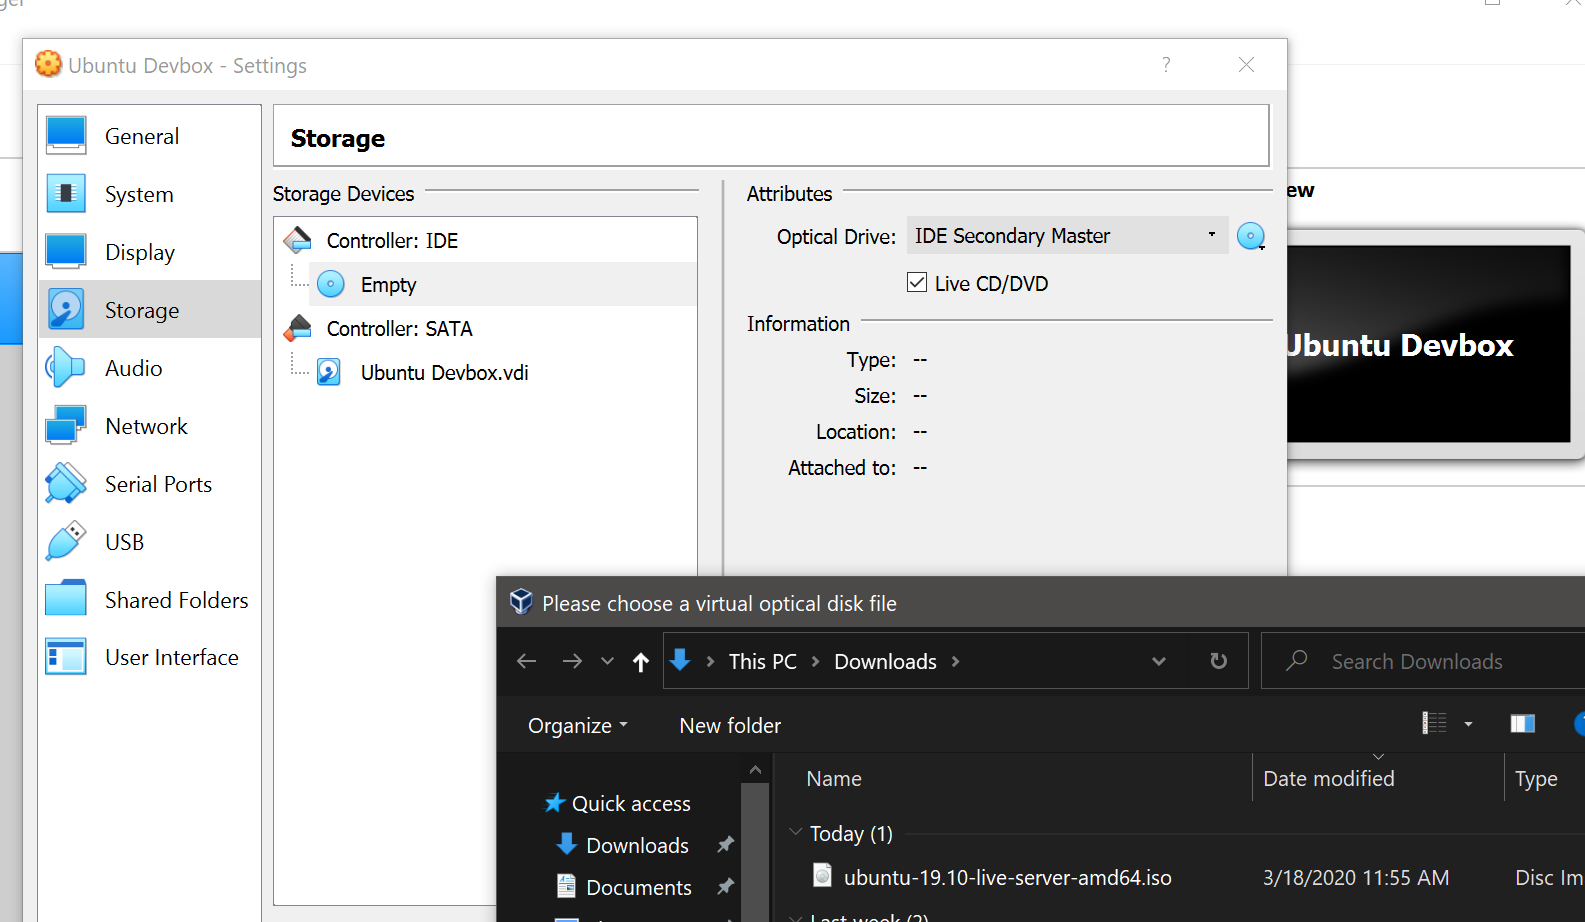 Ubuntu Devbox - Settings
?
General
System
Display
Storage
Audio
Network
Serial Ports
USB
Shared Folders
User Interface
Storage
Storage Devices
Controller: IDE
Empty
Controller: SATA
Ubuntu Devbox.vdi
Attributes
Optical Drive: IDE Secondary Master
Live CD/DVD
Information
Type: --
Size: --
Location: --
Attached to: --
ew
Ubuntu Devbox
Please choose a virtual optical disk file
This PC > Downloads >
Search Downloads
Organize
New folder
Quick access
Downloads
Documents
Name Date modified Type
Today (1)
ubuntu-19.10-live-server-amd64.iso 3/18/2020 11:55 AM Disc Im
Last week (2)